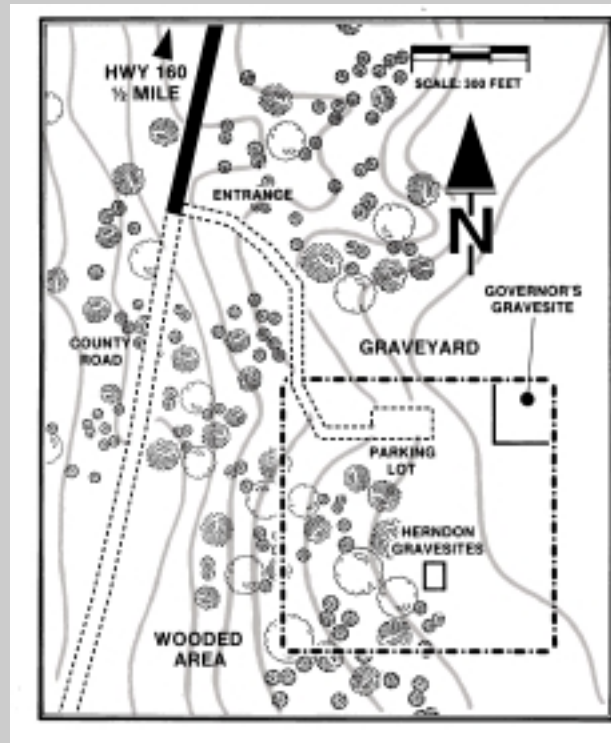 HWY 160
½ MILE
SCALE: 300 FEET
ENTRANCE
N
GOVERNOR'S
GRAVESITE
COUNTY
ROAD
GRAVEYARD
PARKING
LOT
HERNDON
GRAVESITES
WOODED
AREA